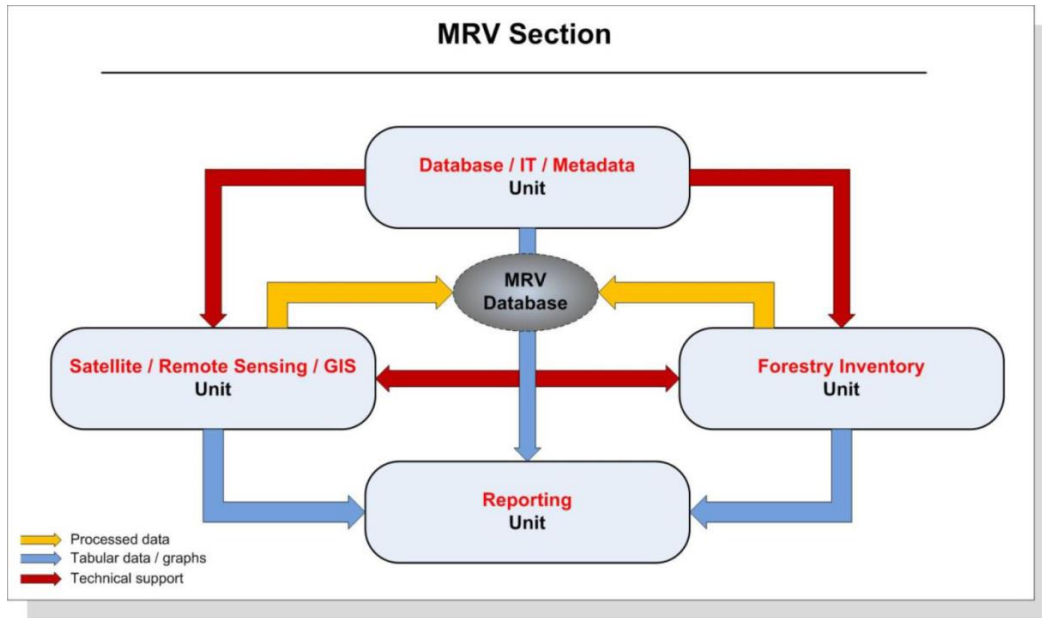 MRV Section
Database / IT / Metadata
Unit
MRV
Database
Satellite / Remote Sensing / GIS
Unit
Forestry Inventory
Unit
Reporting
Unit
Processed data
Tabular data / graphs
Technical support